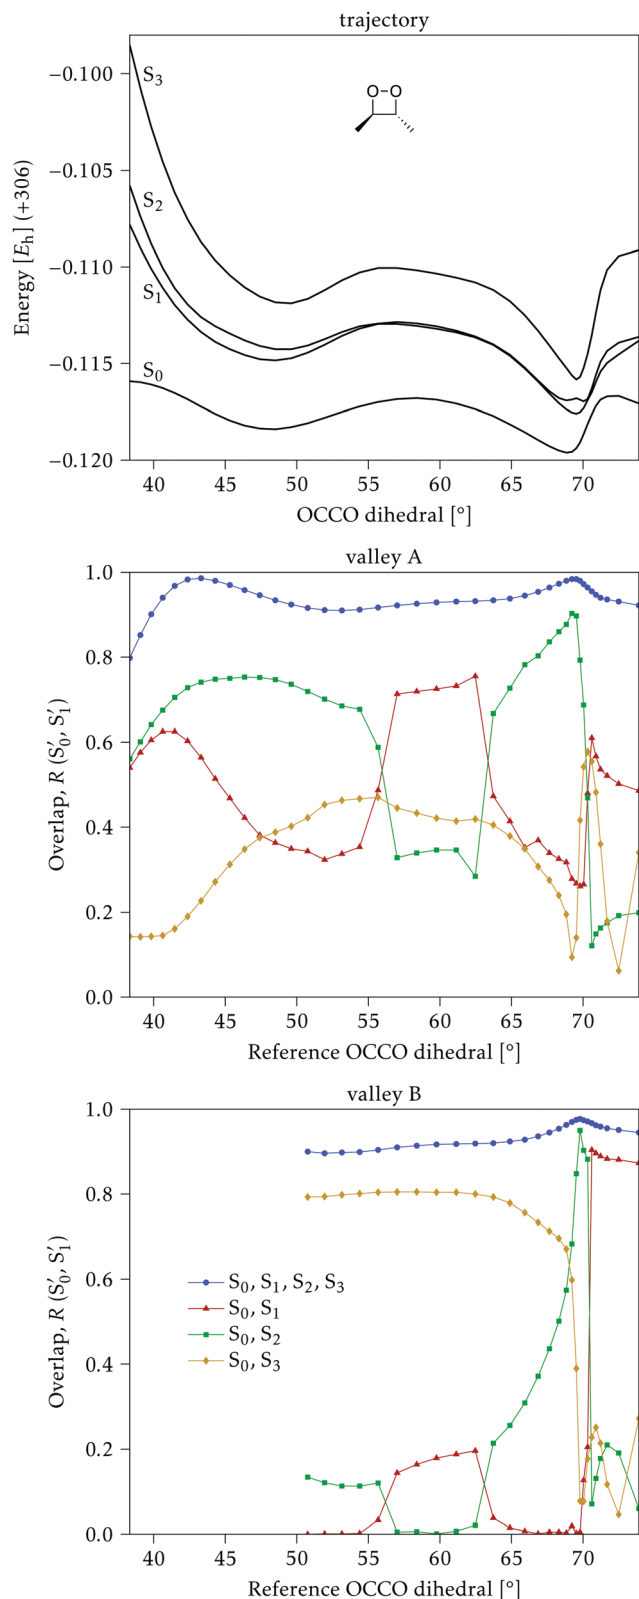 trajectory
−0.100
−0.105
−0.110
−0.115
−0.120
Energy [Eh] (+306)
S3
S2
S1
S0
O–O
40 45 50 55 60 65 70
OCCO dihedral [°]
valley A
1.0
0.8
0.6
0.4
0.2
0.0
Overlap, R (S′0, S′1)
40 45 50 55 60 65 70
Reference OCCO dihedral [°]
valley B
1.0
0.8
0.6
0.4
0.2
0.0
Overlap, R (S′0, S′1)
S0, S1, S2, S3
S0, S1
S0, S2
S0, S3
40 45 50 55 60 65 70
Reference OCCO dihedral [°]